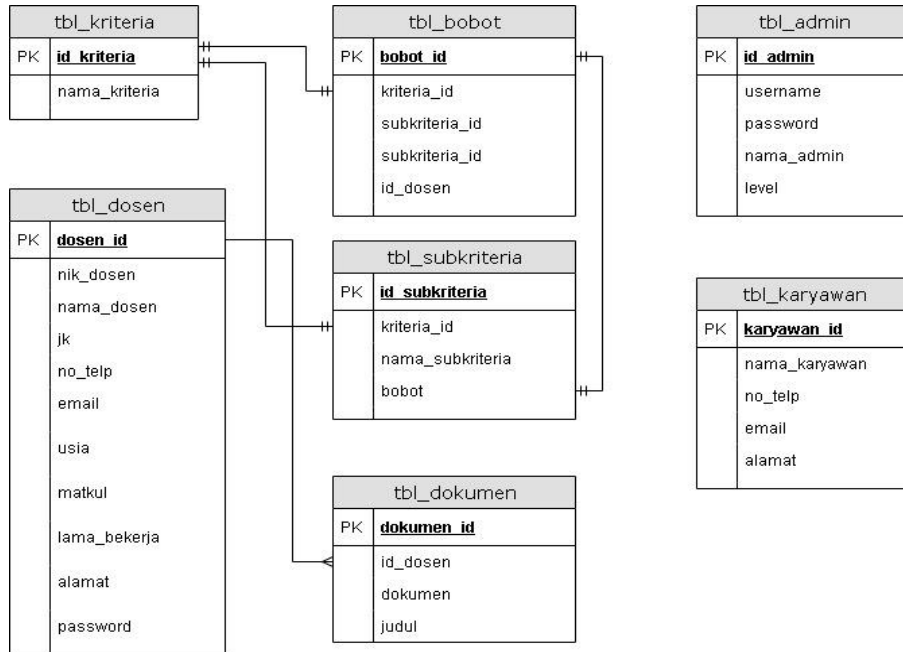 tbl_kriteria
PK id_kriteria
nama_kriteria
tbl_bobot
PK bobot_id
kriteria_id
subkriteria_id
subkriteria_id
id_dosen
tbl_admin
PK id_admin
username
password
nama_admin
level
tbl_dosen
PK dosen_id
nik_dosen
nama_dosen
jk
no_telp
email
usia
matkul
lama_bekerja
alamat
password
tbl_subkriteria
PK id_subkriteria
kriteria_id
nama_subkriteria
bobot
tbl_karyawan
PK karyawan_id
nama_karyawan
no_telp
email
alamat
tbl_dokumen
PK dokumen_id
id_dosen
dokumen
judul